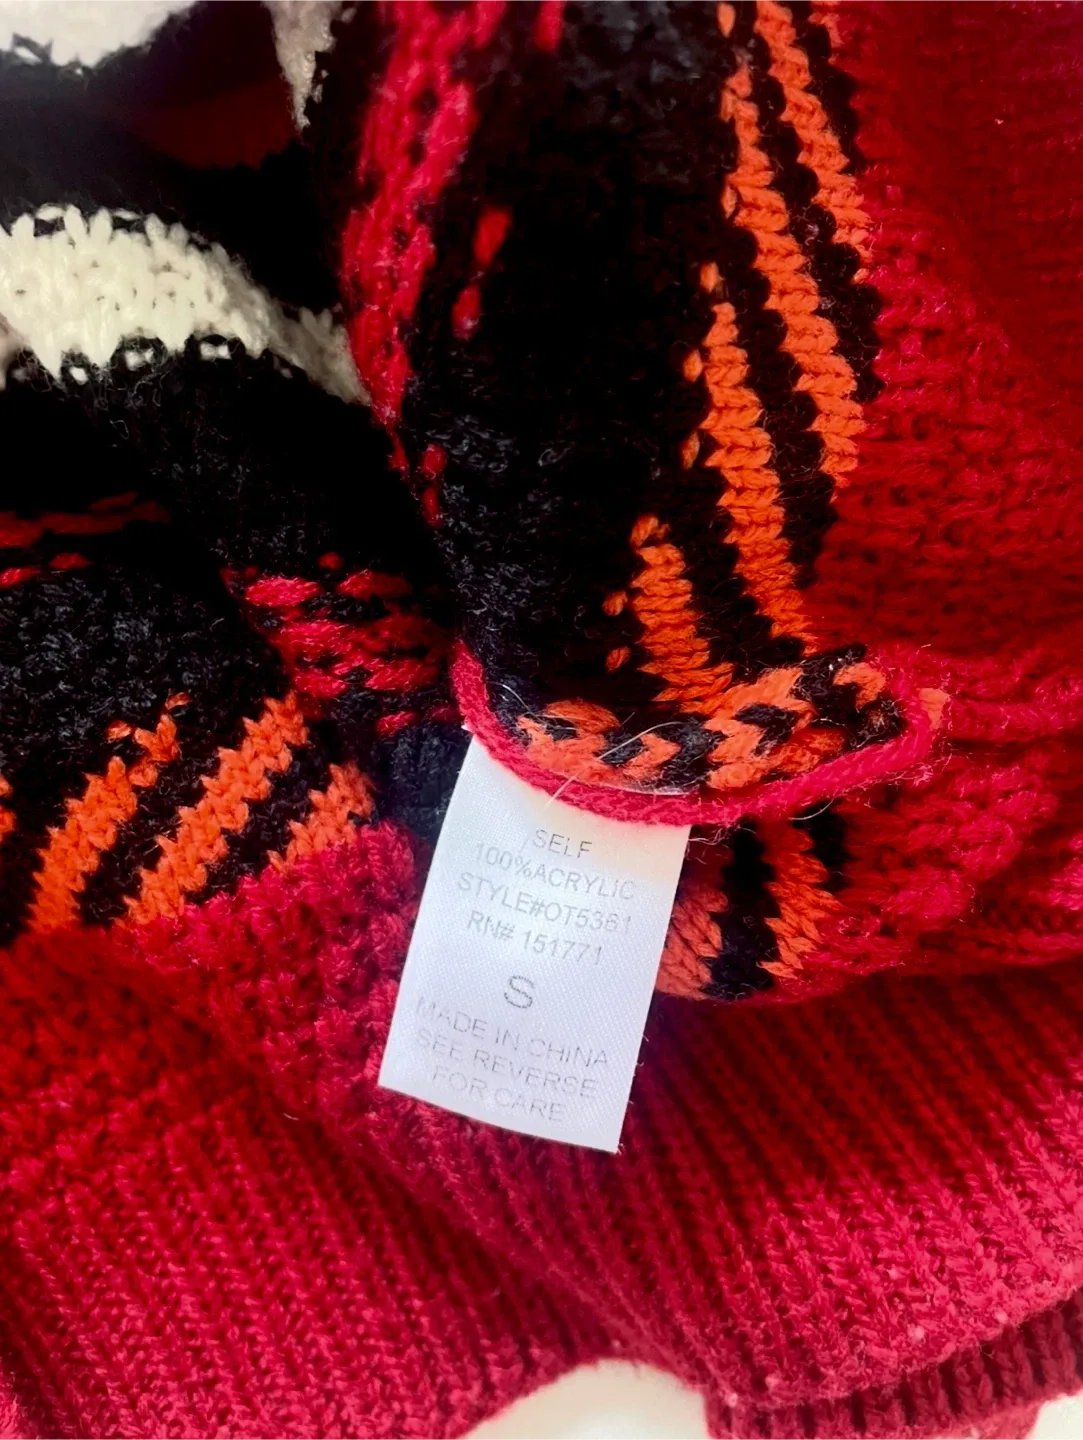 SELF
100%ACRYLIC
STYLE#OT5361
RN# 151771
S
MADE IN CHINA
SEE REVERSE
FOR CARE